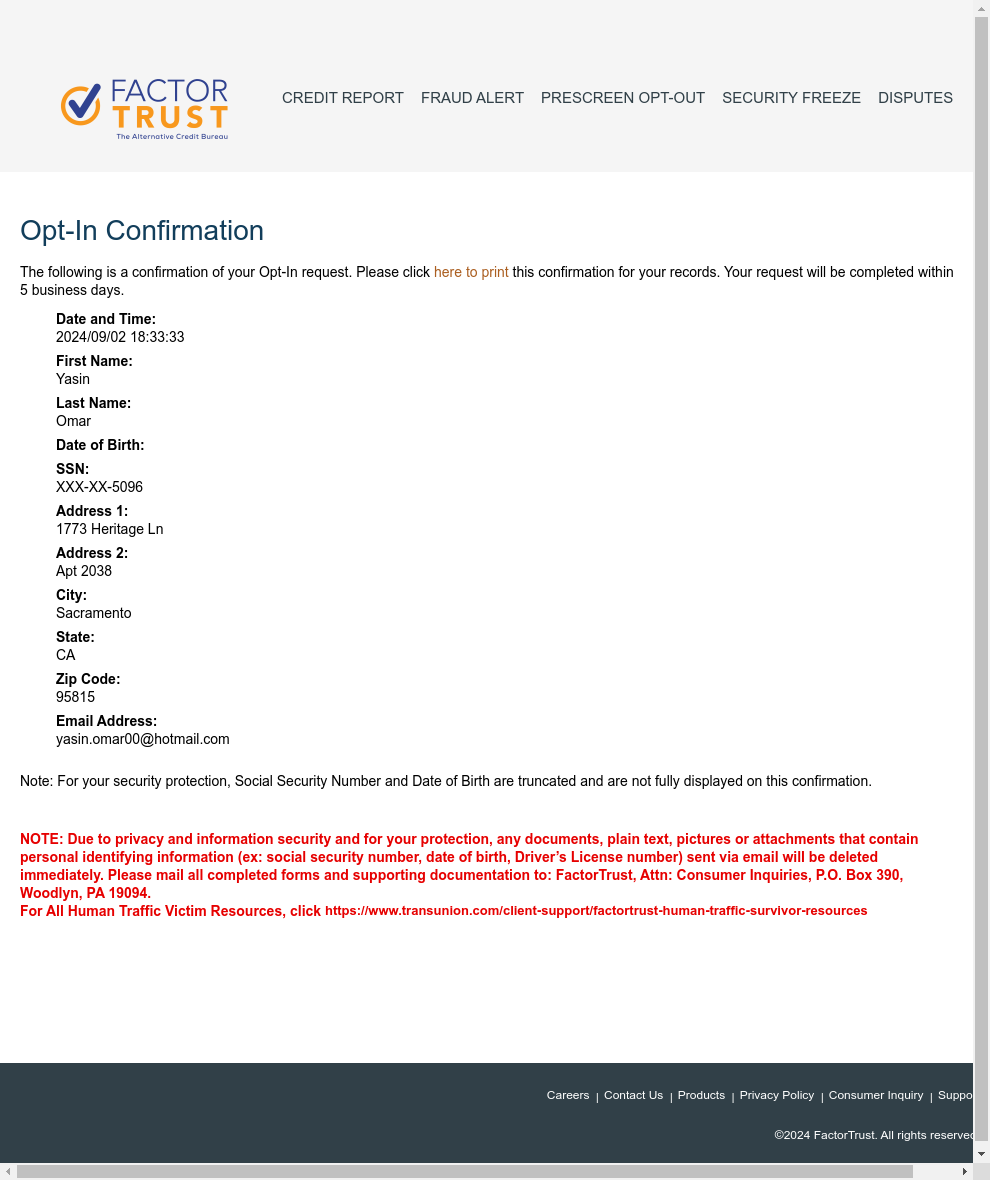 FACTOR
TRUST
The Alternative Credit Bureau
CREDIT REPORT FRAUD ALERT PRESCREEN OPT-OUT SECURITY FREEZE DISPUTES
Opt-In Confirmation
The following is a confirmation of your Opt-In request. Please click here to print this confirmation for your records. Your request will be completed within
5 business days.
Date and Time:
2024/09/02 18:33:33
First Name:
Yasin
Last Name:
Omar
Date of Birth:
SSN:
XXX-XX-5096
Address 1:
1773 Heritage Ln
Address 2:
Apt 2038
City:
Sacramento
State:
CA
Zip Code:
95815
Email Address:
yasin.omar00@hotmail.com
Note: For your security protection, Social Security Number and Date of Birth are truncated and are not fully displayed on this confirmation.
NOTE: Due to privacy and information security and for your protection, any documents, plain text, pictures or attachments that contain
personal identifying information (ex: social security number, date of birth, Driver’s License number) sent via email will be deleted
immediately. Please mail all completed forms and supporting documentation to: FactorTrust, Attn: Consumer Inquiries, P.O. Box 390,
Woodlyn, PA 19094.
For All Human Traffic Victim Resources, click https://www.transunion.com/client-support/factortrust-human-traffic-survivor-resources
Careers | Contact Us | Products | Privacy Policy | Consumer Inquiry | Suppo
©2024 FactorTrust. All rights reserved